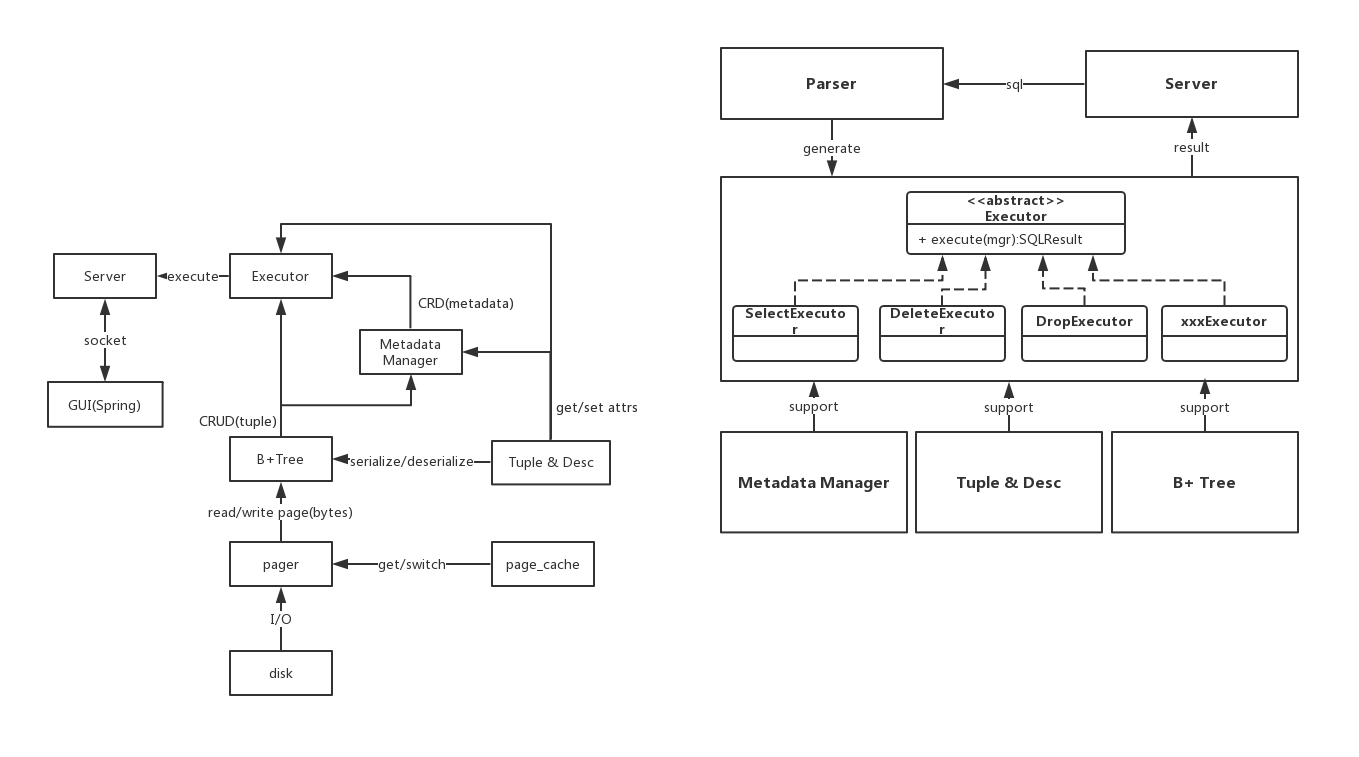 Server
execute
Executor
CRD(metadata)
socket
Metadata
Manager
GUI(Spring)
CRUD(tuple)
get/set attrs
B+Tree
serialize/deserialize
Tuple & Desc
read/write page(bytes)
pager
get/switch
page_cache
I/O
disk
Parser
sql
Server
generate
result
<<abstract>>
Executor
+ execute(mgr):SQLResult
SelectExecuto
r
DeleteExecuto
r
DropExecutor
xxxExecutor
support
support
support
Metadata Manager
Tuple & Desc
B+ Tree